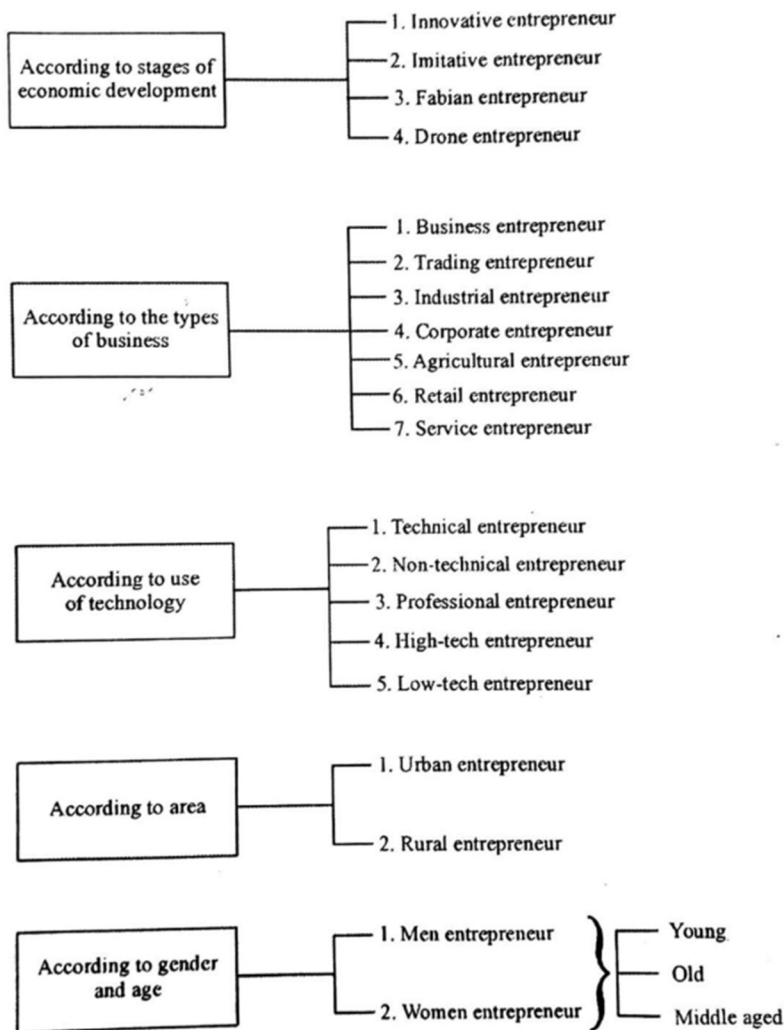 1. Innovative entrepreneur
According to stages of
economic development
2. Imitative entrepreneur
3. Fabian entrepreneur
4. Drone entrepreneur
According to the types
of business
1. Business entrepreneur
2. Trading entrepreneur
3. Industrial entrepreneur
4. Corporate entrepreneur
5. Agricultural entrepreneur
6. Retail entrepreneur
7. Service entrepreneur
According to use
of technology
1. Technical entrepreneur
2. Non-technical entrepreneur
3. Professional entrepreneur
4. High-tech entrepreneur
5. Low-tech entrepreneur
According to area
1. Urban entrepreneur
2. Rural entrepreneur
According to gender
and age
1. Men entrepreneur
2. Women entrepreneur
Young
Old
Middle aged